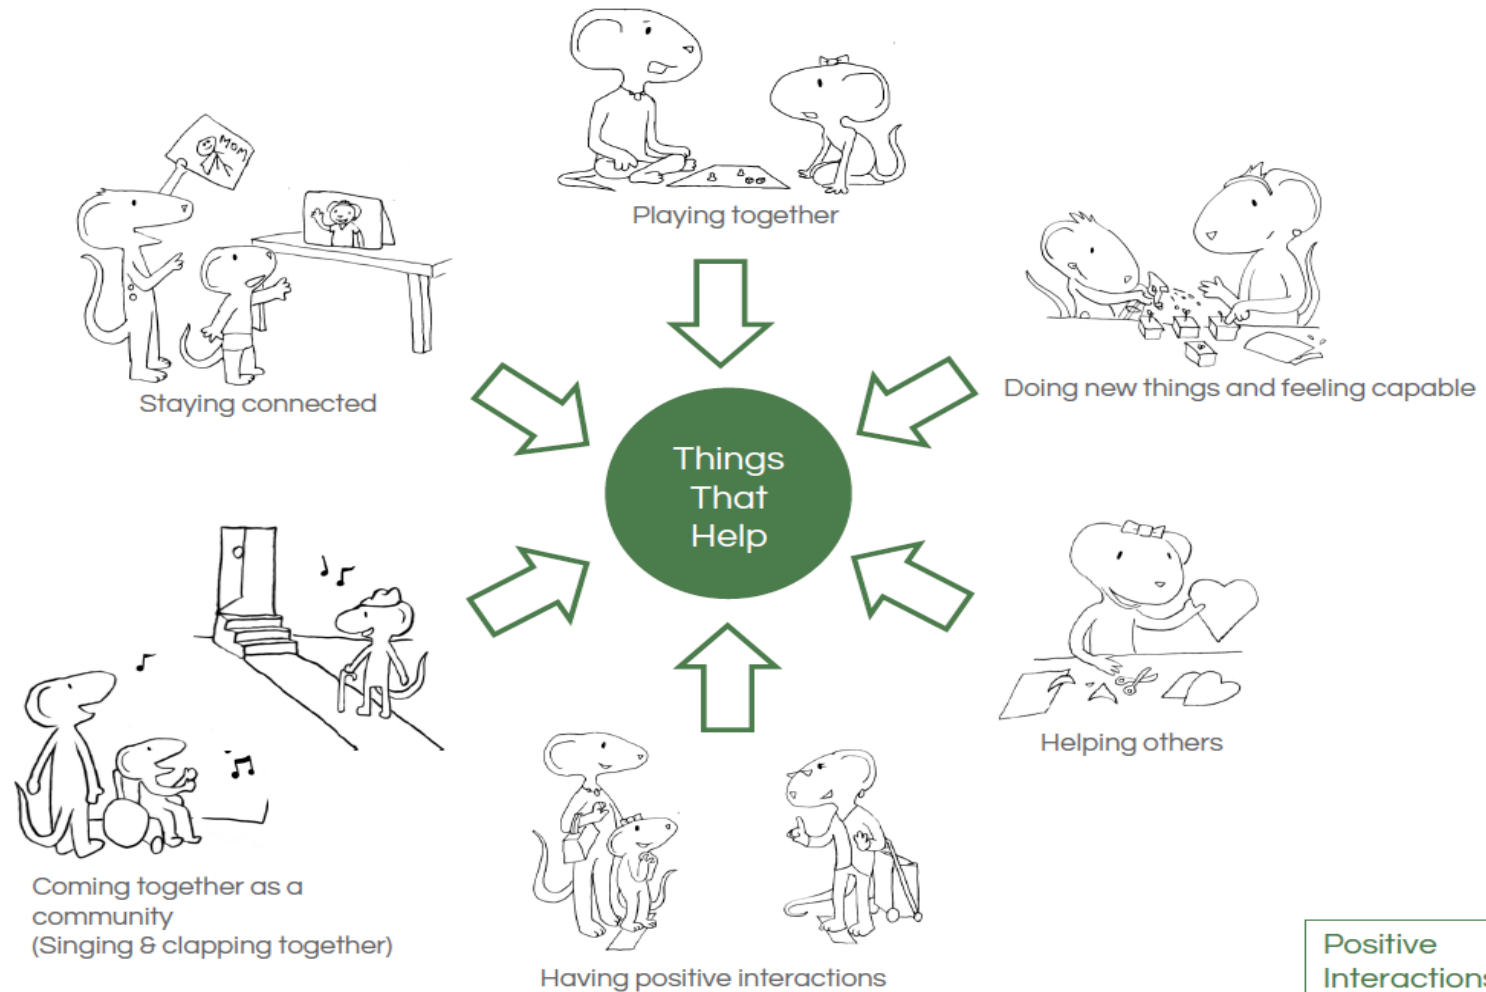 MOM
Playing together
Staying connected
Doing new things and feeling capable
Things
That
Help
Helping others
Coming together as a
community
(Singing & clapping together)
Having positive interactions
Positive
Interactions